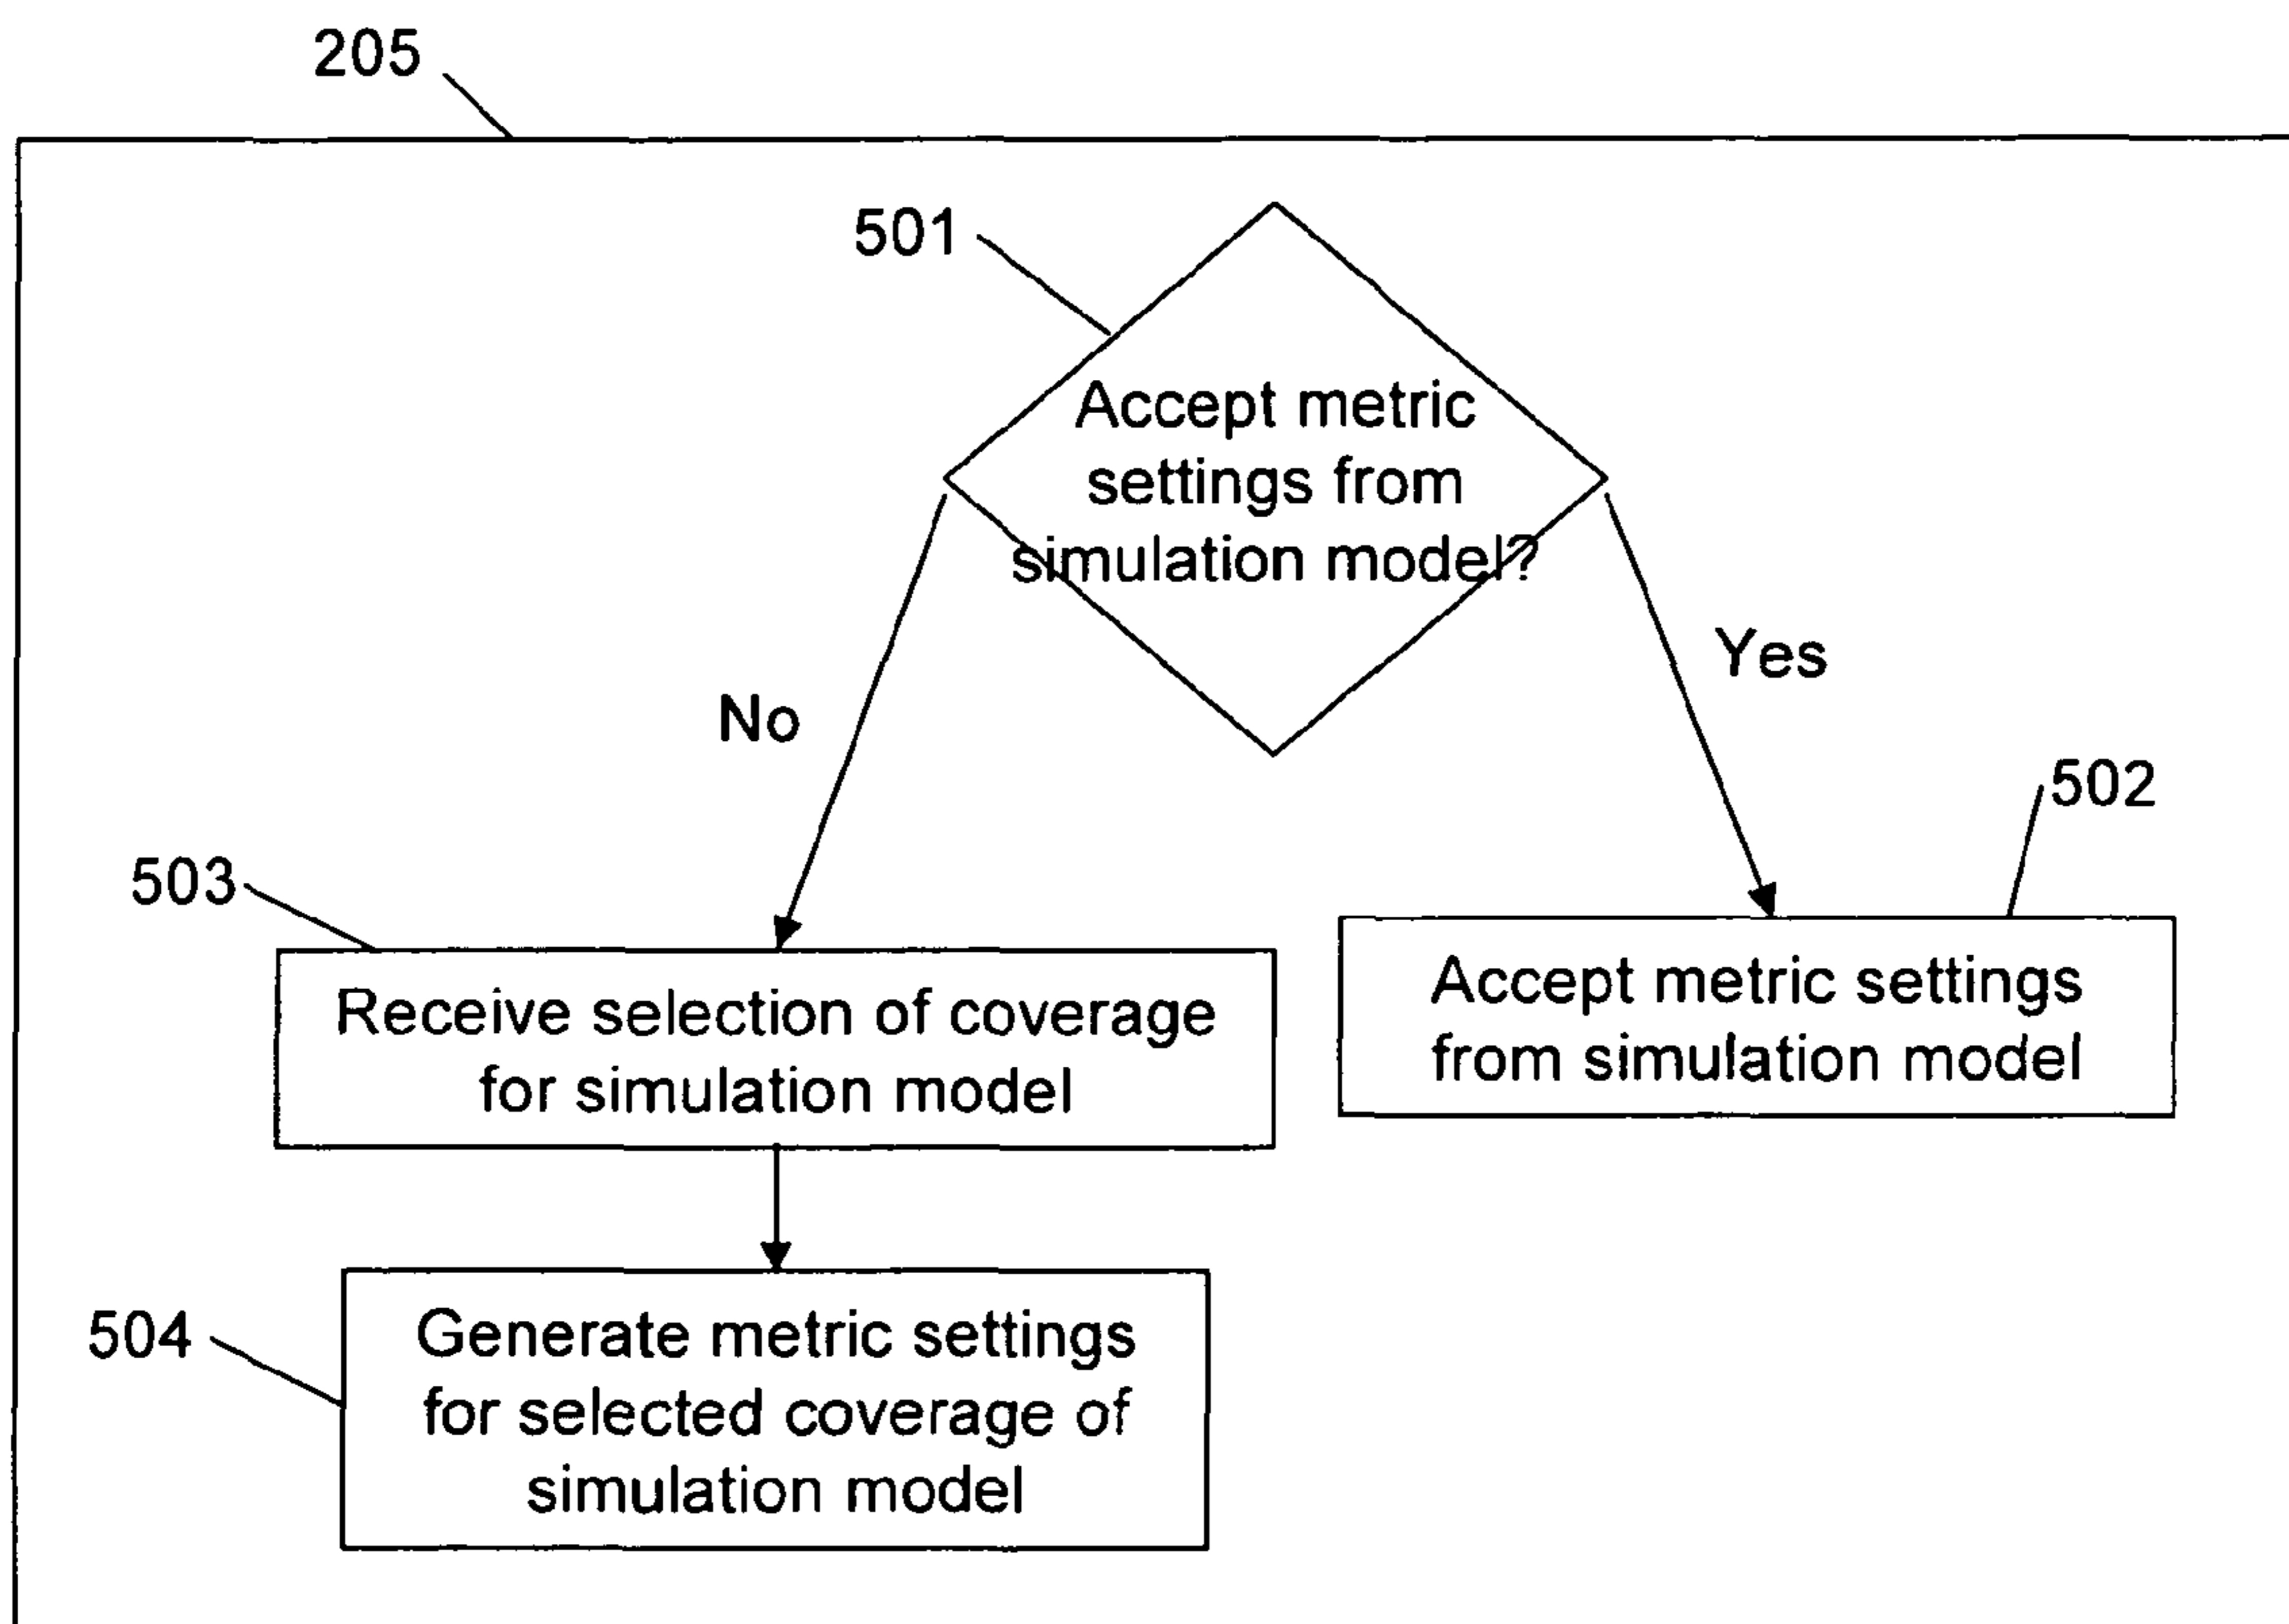 205
501
Accept metric
settings from
simulation model?
No
Yes
502
503
Receive selection of coverage
for simulation model
Accept metric settings
from simulation model
504
Generate metric settings
for selected coverage of
simulation model